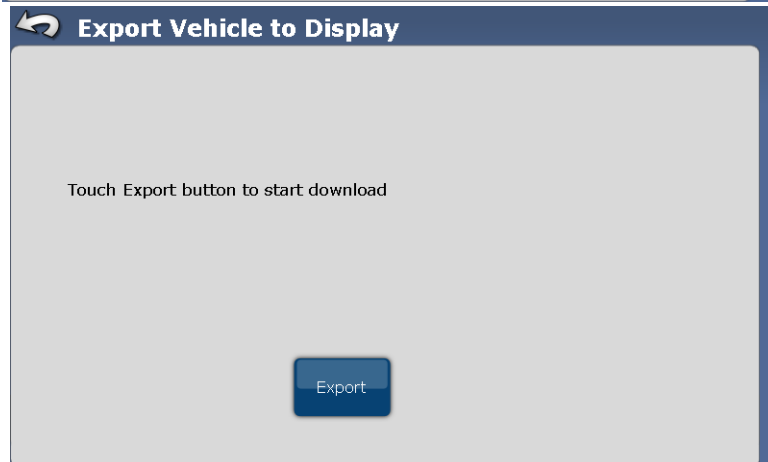 Export Vehicle to Display
Touch Export button to start download
Export